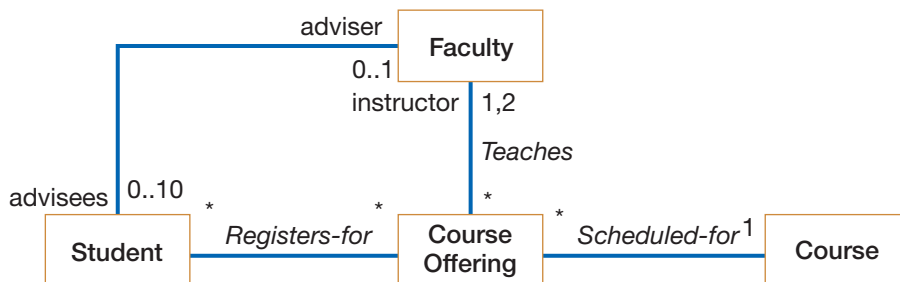 adviser
Faculty
0..1
instructor 1,2
Teaches
advisees 0..10
* * * *
Registers-for Scheduled-for 1
Student Course Offering Course